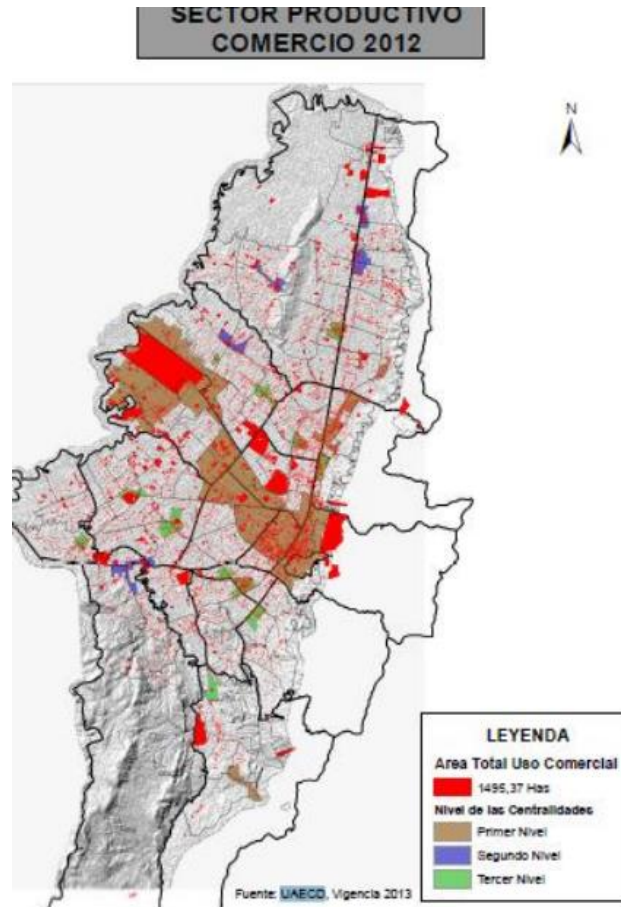 SECTOR PRODUCTIVO
COMERCIO 2012
N
LEYENDA
Area Total Uso Comercial
1495,37 Has
Nivel de las Centralidades
Primer Nivel
Segundo Nivel
Tercer Nivel
Fuente: UAECD, Vigencia 2013